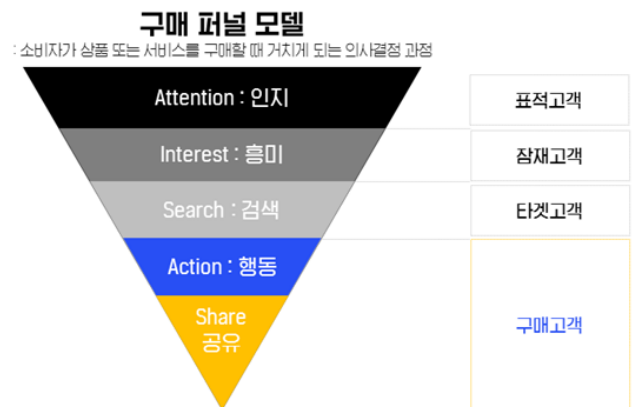 구매 퍼널 모델
: 소비자가 상품 또는 서비스를 구매할 때 거치게 되는 의사결정 과정
Attention : 인지
표적고객
Interest : 흥미
잠재고객
Search : 검색
타겟고객
Action : 행동
Share
공유
구매고객